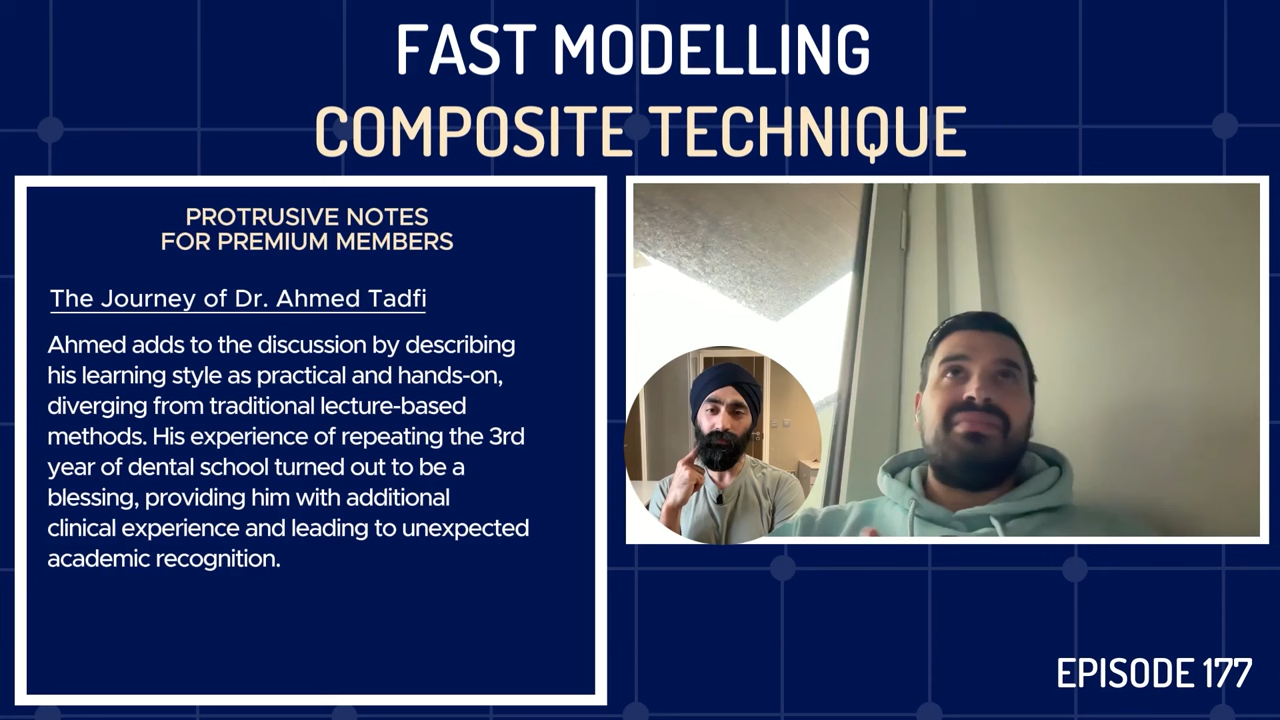 FAST MODELLING
COMPOSITE TECHNIQUE
PROTRUSIVE NOTES
FOR PREMIUM MEMBERS
The Journey of Dr. Ahmed Tadfi
Ahmed adds to the discussion by describing
his learning style as practical and hands-on,
diverging from traditional lecture-based
methods. His experience of repeating the 3rd
year of dental school turned out to be a
blessing, providing him with additional
clinical experience and leading to unexpected
academic recognition.
EPISODE 177